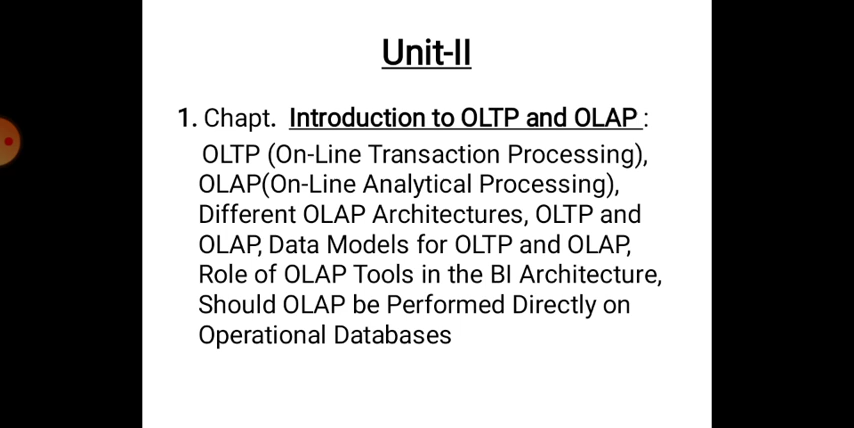 Unit-II
1. Chapt. Introduction to OLTP and OLAP :
OLTP (On-Line Transaction Processing),
OLAP(On-Line Analytical Processing),
Different OLAP Architectures, OLTP and
OLAP, Data Models for OLTP and OLAP,
Role of OLAP Tools in the BI Architecture,
Should OLAP be Performed Directly on
Operational Databases